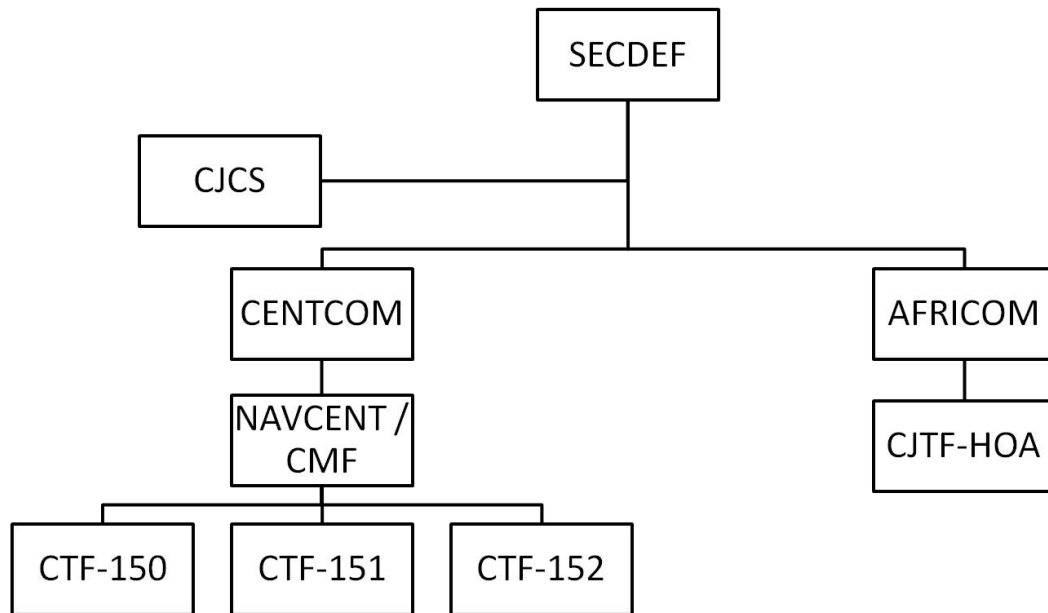 SECDEF
CJCS
CENTCOM
AFRICOM
NAVCENT /
CMF
CJTF-HOA
CTF-150
CTF-151
CTF-152